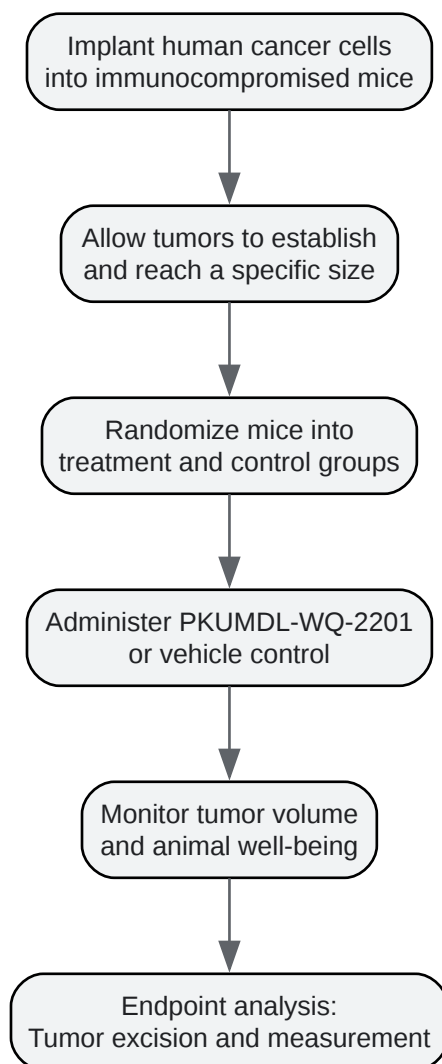 Implant human cancer cells
into immunocompromised mice
Allow tumors to establish
and reach a specific size
Randomize mice into
treatment and control groups
Administer PKUMDL-WQ-2201
or vehicle control
Monitor tumor volume
and animal well-being
Endpoint analysis:
Tumor excision and measurement